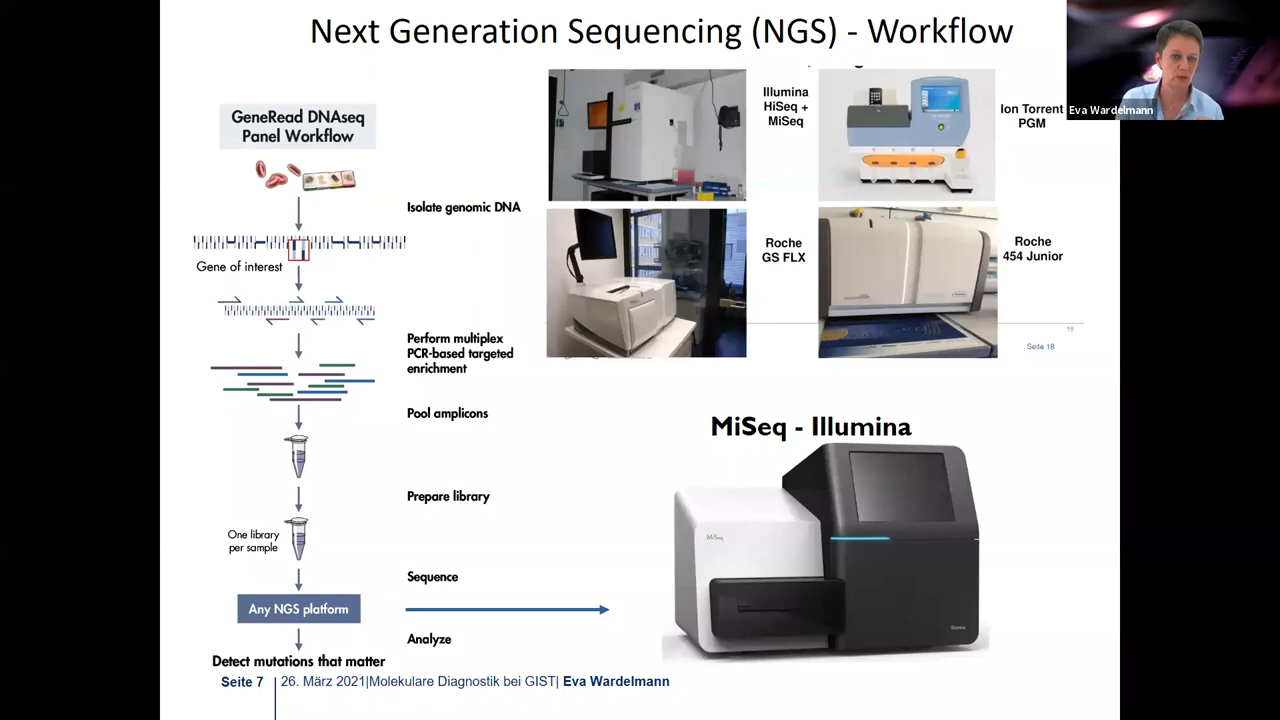 Next Generation Sequencing (NGS) - Workflow
GeneRead DNAseq
Panel Workflow
Isolate genomic DNA
Gene of interest
Perform multiplex
PCR-based targeted
enrichment
Pool amplicons
Prepare library
One library
per sample
Sequence
Any NGS platform
Analyze
Detect mutations that matter
Illumina
HiSeq +
MiSeq
Ion Torrent
PGM
Roche
GS FLX
Roche
454 Junior
18
Seite 18
MiSeq - Illumina
MiSeq
Eva Wardelmann
Seite 7
26. März 2021|Molekulare Diagnostik bei GIST| Eva Wardelmann